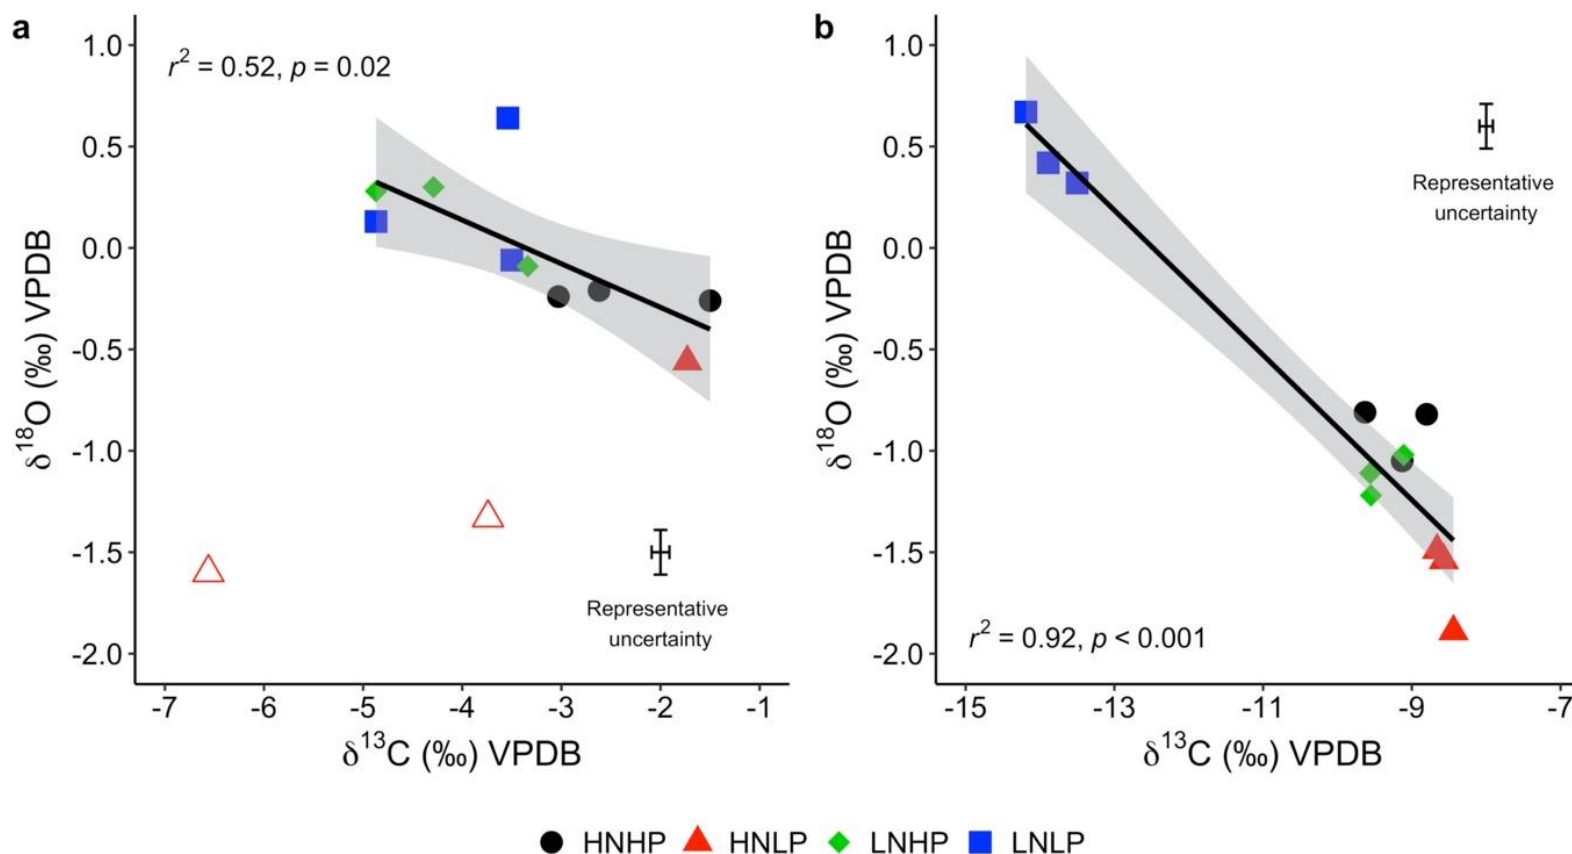 a
r² = 0.52, p = 0.02
1.0
0.5
0.0
-0.5
-1.0
-1.5
-2.0
δ¹⁸O (‰) VPDB
Representative
uncertainty
-7 -6 -5 -4 -3 -2 -1
δ¹³C (‰) VPDB
b
1.0
0.5
0.0
-0.5
-1.0
-1.5
-2.0
δ¹⁸O (‰) VPDB
Representative
uncertainty
r² = 0.92, p < 0.001
-15 -13 -11 -9 -7
δ¹³C (‰) VPDB
HNHP HNLP LNHP LNLP